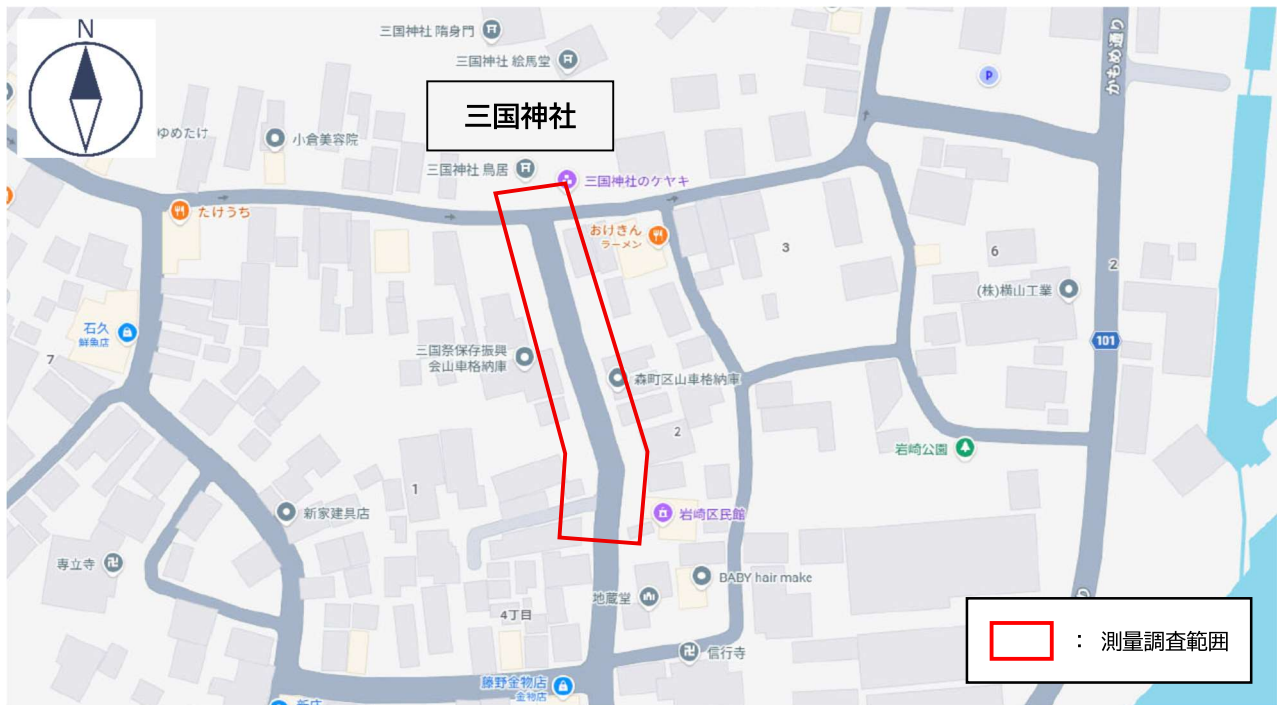 N
三国神社 隋身門
三国神社 絵馬堂
かもめ通り
P
三国神社
ゆめたけ
小倉美容院
三国神社 鳥居
三国神社のケヤキ
たけうち
おけきん
ラーメン
3
6
2
(株)横山工業
石久
鮮魚店
7
101
三国祭保存振興
会山車格納庫
森町区山車格納庫
2
岩崎公園
1
新家建具店
岩崎区民館
専立寺
BABY hair make
地蔵堂
4丁目
信行寺
: 測量調査範囲
藤野金物店
金物店